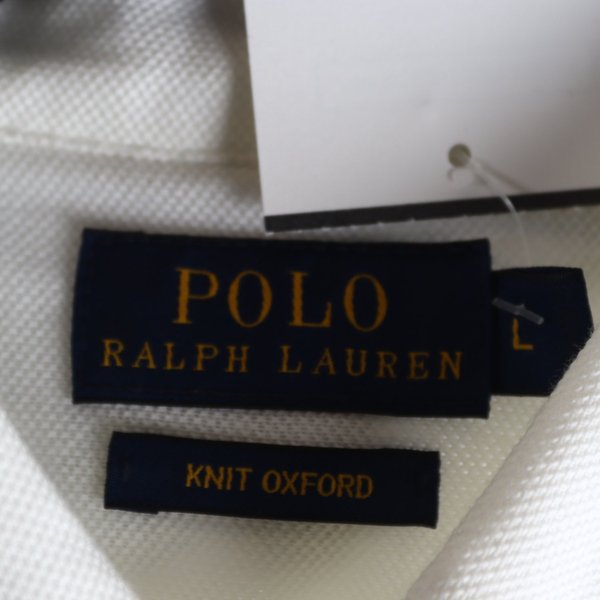 POLO
RALPH LAUREN
L
KNIT OXFORD